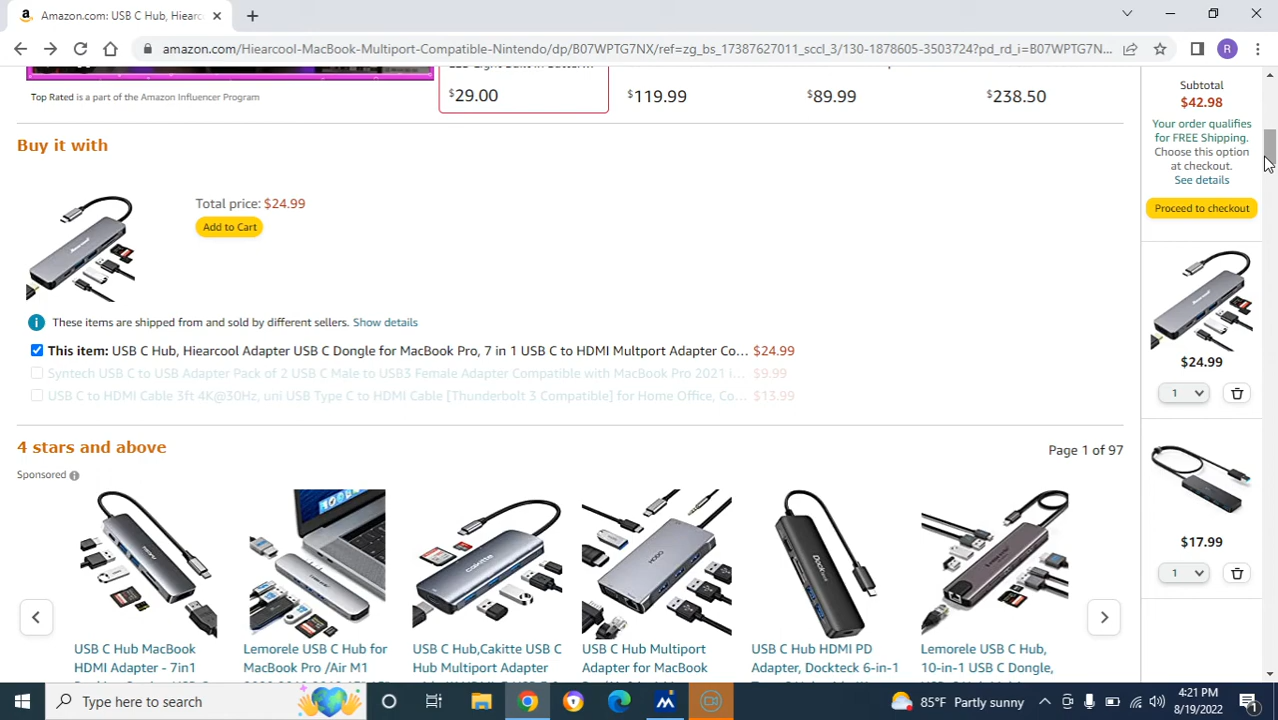 Amazon.com: USB C Hub, Hiearc
amazon.com/Hiearcool-MacBook-Multiport-Compatible-Nintendo/dp/B07WPTG7NX/ref=zg_bs_17387627011_sccl_3/130-1878605-3503724?pd_rd_i=B07WPTG7N...
R
Top Rated is a part of the Amazon Influencer Program
$29.00
$119.99
$89.99
$238.50
Subtotal
$42.98
Your order qualifies
for FREE Shipping.
Choose this option
at checkout.
See details
Proceed to checkout
Buy it with
Total price: $24.99
Add to Cart
These items are shipped from and sold by different sellers. Show details
This item: USB C Hub, Hiearcool Adapter USB C Dongle for MacBook Pro, 7 in 1 USB C to HDMI Multport Adapter Co... $24.99
Syntech USB C to USB Adapter Pack of 2 USB C Male to USB3 Female Adapter Compatible with MacBook Pro 2021 i... $9.99
USB C to HDMI Cable 3ft 4K@30Hz, uni USB Type C to HDMI Cable [Thunderbolt 3 Compatible] for Home Office, Co... $13.99
$24.99
1
4 stars and above
Page 1 of 97
Sponsored
$17.99
1
USB C Hub MacBook
HDMI Adapter - 7in1
Lemorele USB C Hub for
MacBook Pro /Air M1
USB C Hub,Cakitte USB C
Hub Multiport Adapter
USB C Hub Multiport
Adapter for MacBook
USB C Hub HDMI PD
Adapter, Dockteck 6-in-1
Lemorele USB C Hub,
10-in-1 USB C Dongle,
Type here to search
85°F Partly sunny
4:21 PM
8/19/2022
1